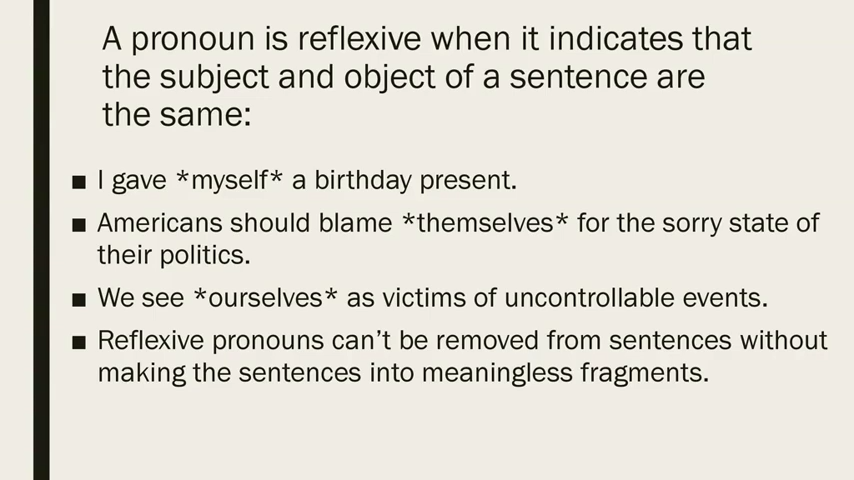 A pronoun is reflexive when it indicates that
the subject and object of a sentence are
the same:
■ I gave *myself* a birthday present.
■ Americans should blame *themselves* for the sorry state of
their politics.
■ We see *ourselves* as victims of uncontrollable events.
■ Reflexive pronouns can’t be removed from sentences without
making the sentences into meaningless fragments.